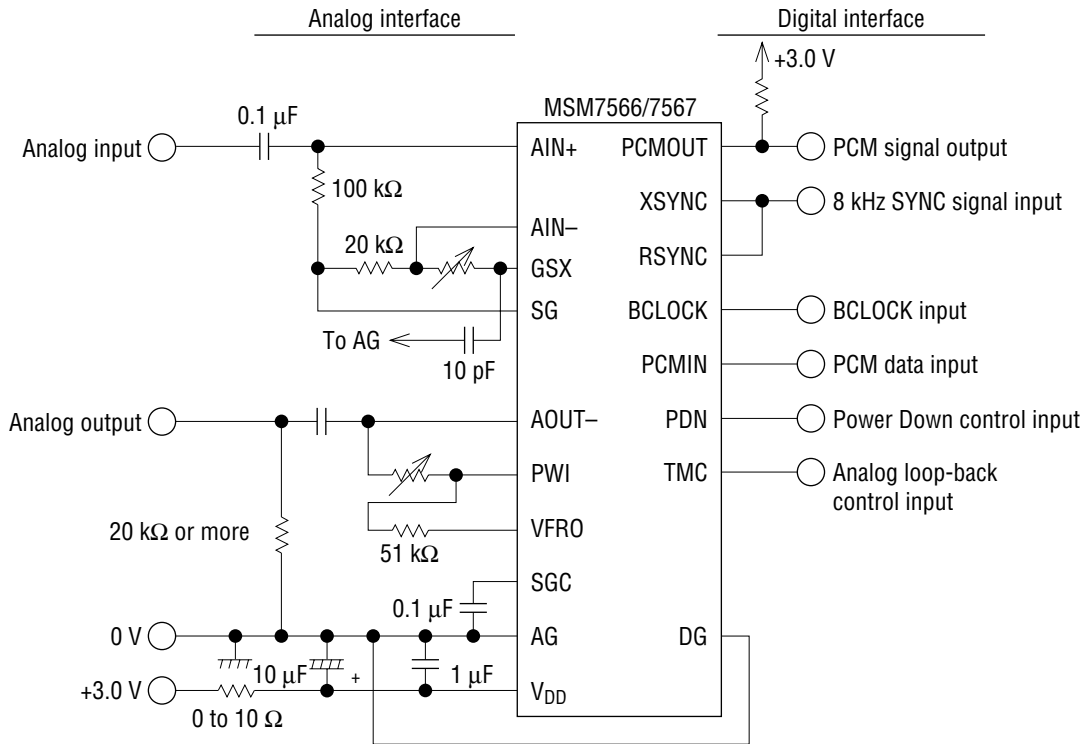 Analog interface
Digital interface
+3.0 V
MSM7566/7567
0.1 μF
Analog input
AIN+
PCMOUT
PCM signal output
100 kΩ
XSYNC
8 kHz SYNC signal input
AIN–
20 kΩ
RSYNC
GSX
SG
BCLOCK
BCLOCK input
To AG
10 pF
PCMIN
PCM data input
Analog output
AOUT–
PDN
Power Down control input
PWI
TMC
Analog loop-back
control input
20 kΩ or more
VFRO
51 kΩ
SGC
0.1 μF
0 V
AG
DG
10 μF
+
1 μF
+3.0 V
VDD
0 to 10 Ω